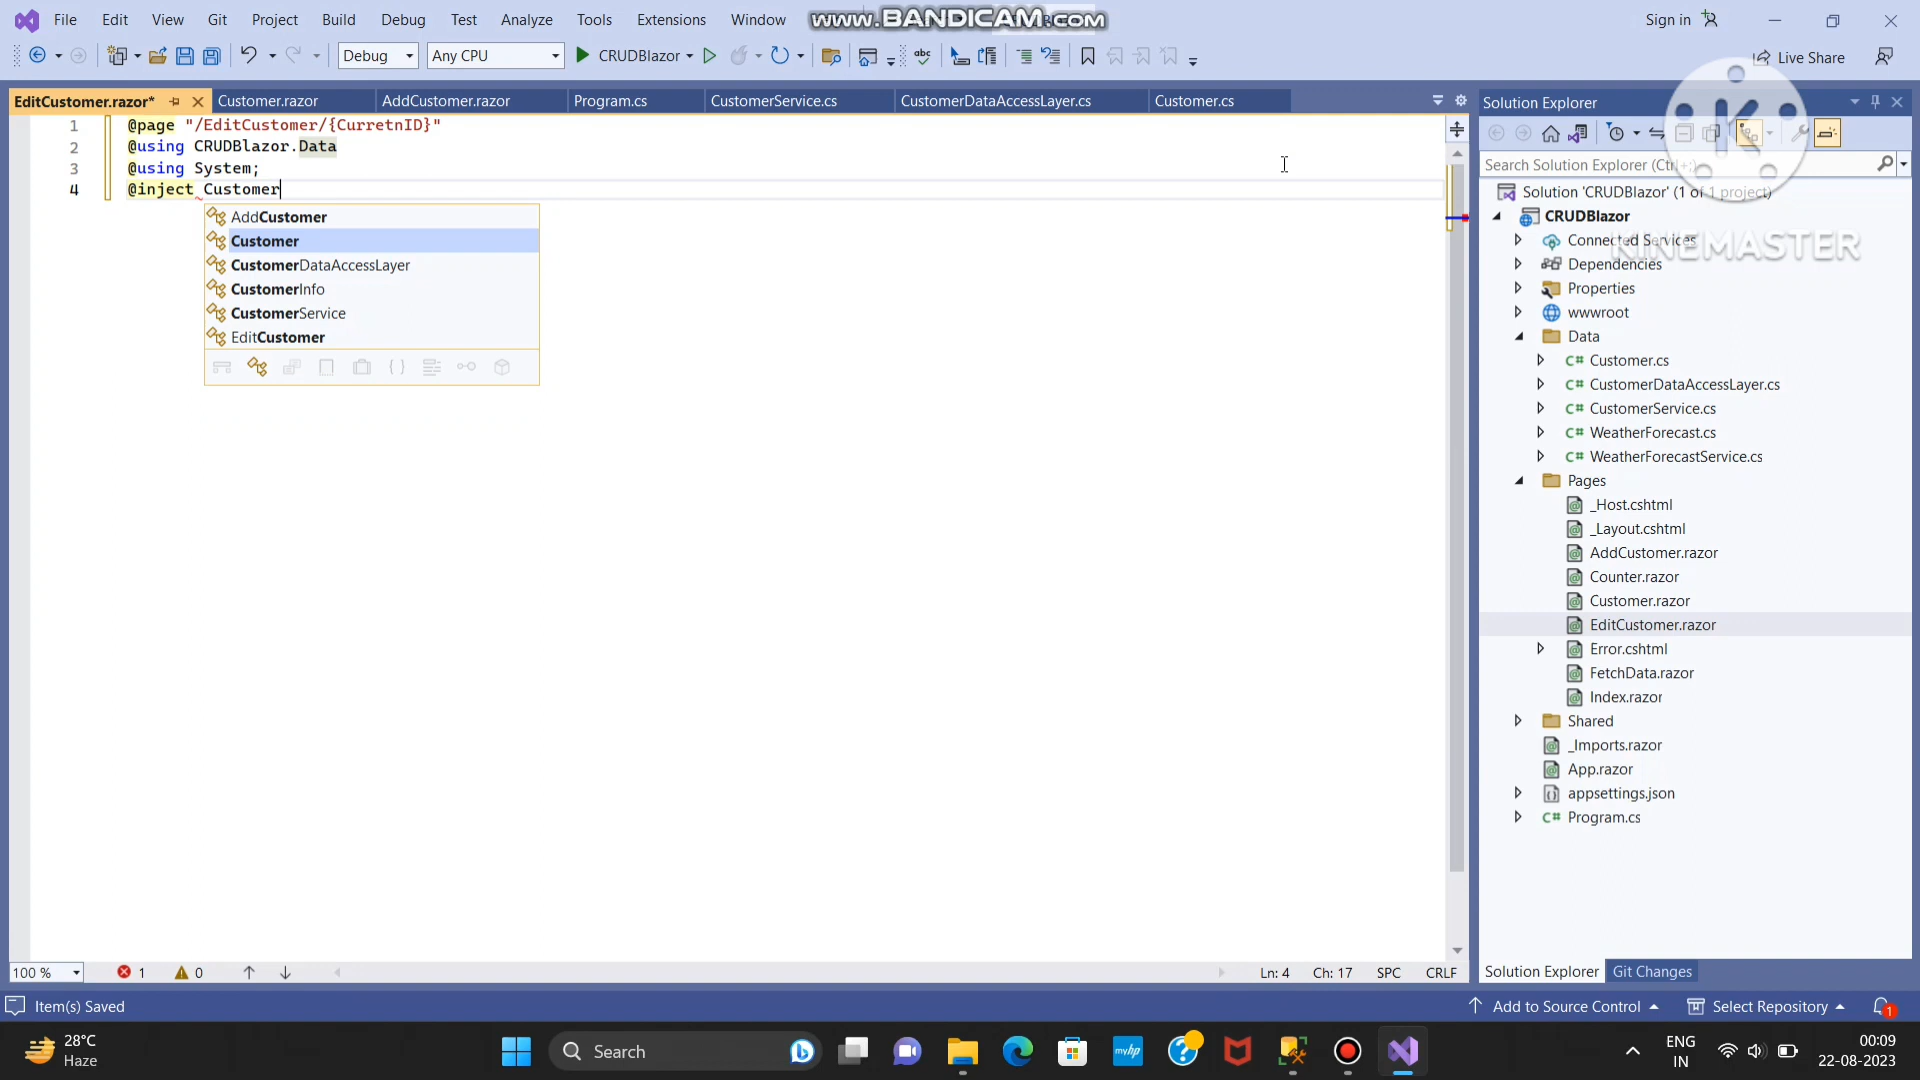 File Edit View Git Project Build Debug Test Analyze Tools Extensions Window
www.BANDICAM.com
Sign in
Debug Any CPU CRUDBlazor
Live Share
EditCustomer.razor* Customer.razor AddCustomer.razor Program.cs CustomerService.cs CustomerDataAccessLayer.cs Customer.cs
1 @page "/EditCustomer/{CurretnID}"
2 @using CRUDBlazor.Data
3 @using System;
4 @inject Customer
AddCustomer
Customer
CustomerDataAccessLayer
CustomerInfo
CustomerService
EditCustomer
100 % 1 0 Ln: 4 Ch: 17 SPC CRLF
Solution Explorer
Search Solution Explorer (Ctrl+;)
Solution 'CRUDBlazor' (1 of 1 project)
CRUDBlazor
Connected Services
KINEMASTER
Dependencies
Properties
wwwroot
Data
C# Customer.cs
C# CustomerDataAccessLayer.cs
C# CustomerService.cs
C# WeatherForecast.cs
C# WeatherForecastService.cs
Pages
_Host.cshtml
_Layout.cshtml
AddCustomer.razor
Counter.razor
Customer.razor
EditCustomer.razor
Error.cshtml
FetchData.razor
Index.razor
Shared
_Imports.razor
App.razor
appsettings.json
C# Program.cs
Solution Explorer Git Changes
Item(s) Saved
Add to Source Control Select Repository 1
28°C
Haze
Search
myhp
ENG
IN
00:09
22-08-2023